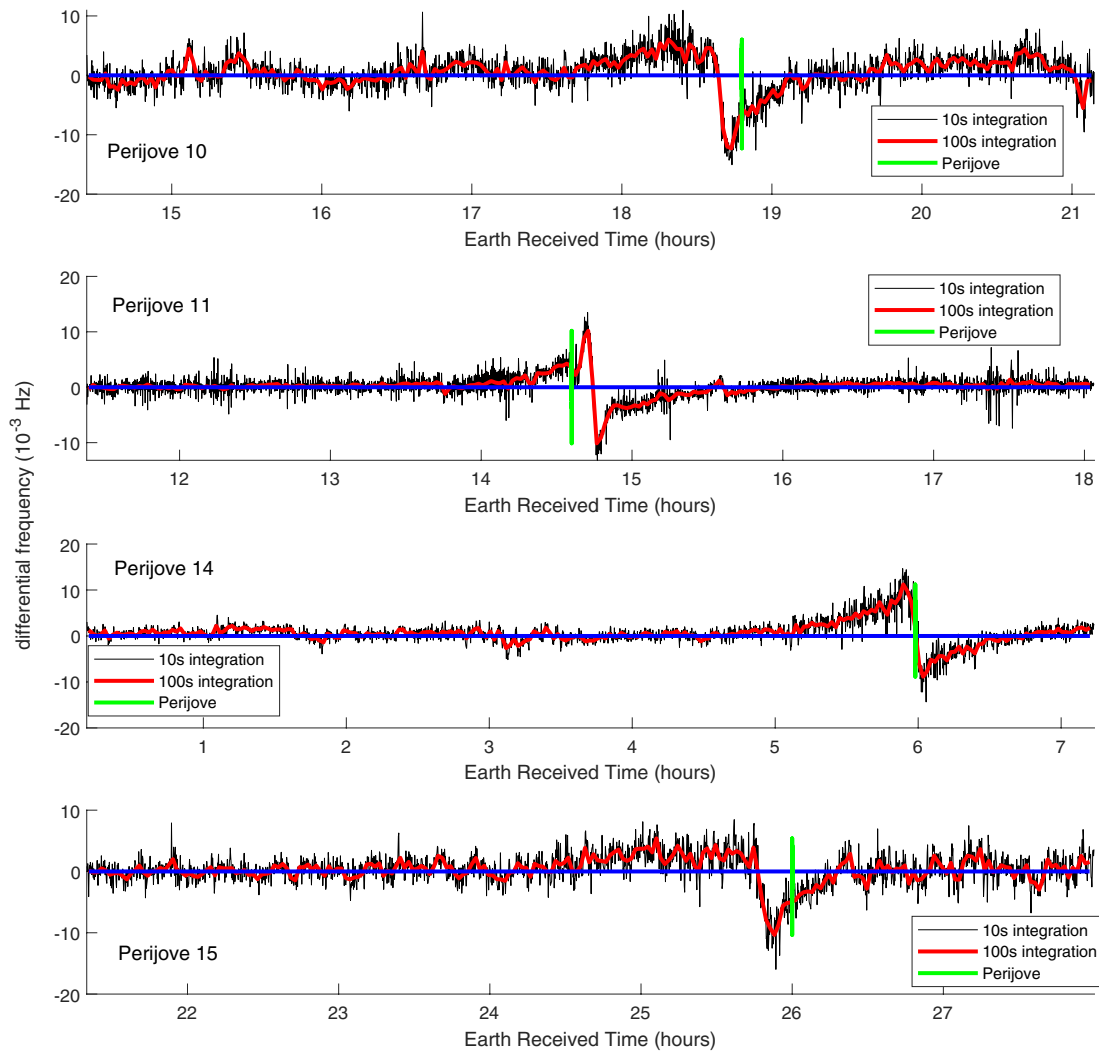 10
0
-10
-20
Perijove 10
10s integration
100s integration
Perijove
15 16 17 18 19 20 21
Earth Received Time (hours)
20
10
0
-10
Perijove 11
10s integration
100s integration
Perijove
12 13 14 15 16 17 18
Earth Received Time (hours)
differential frequency (10⁻³ Hz)
20
10
0
-10
-20
Perijove 14
10s integration
100s integration
Perijove
1 2 3 4 5 6 7
Earth Received Time (hours)
10
0
-10
-20
Perijove 15
10s integration
100s integration
Perijove
22 23 24 25 26 27
Earth Received Time (hours)